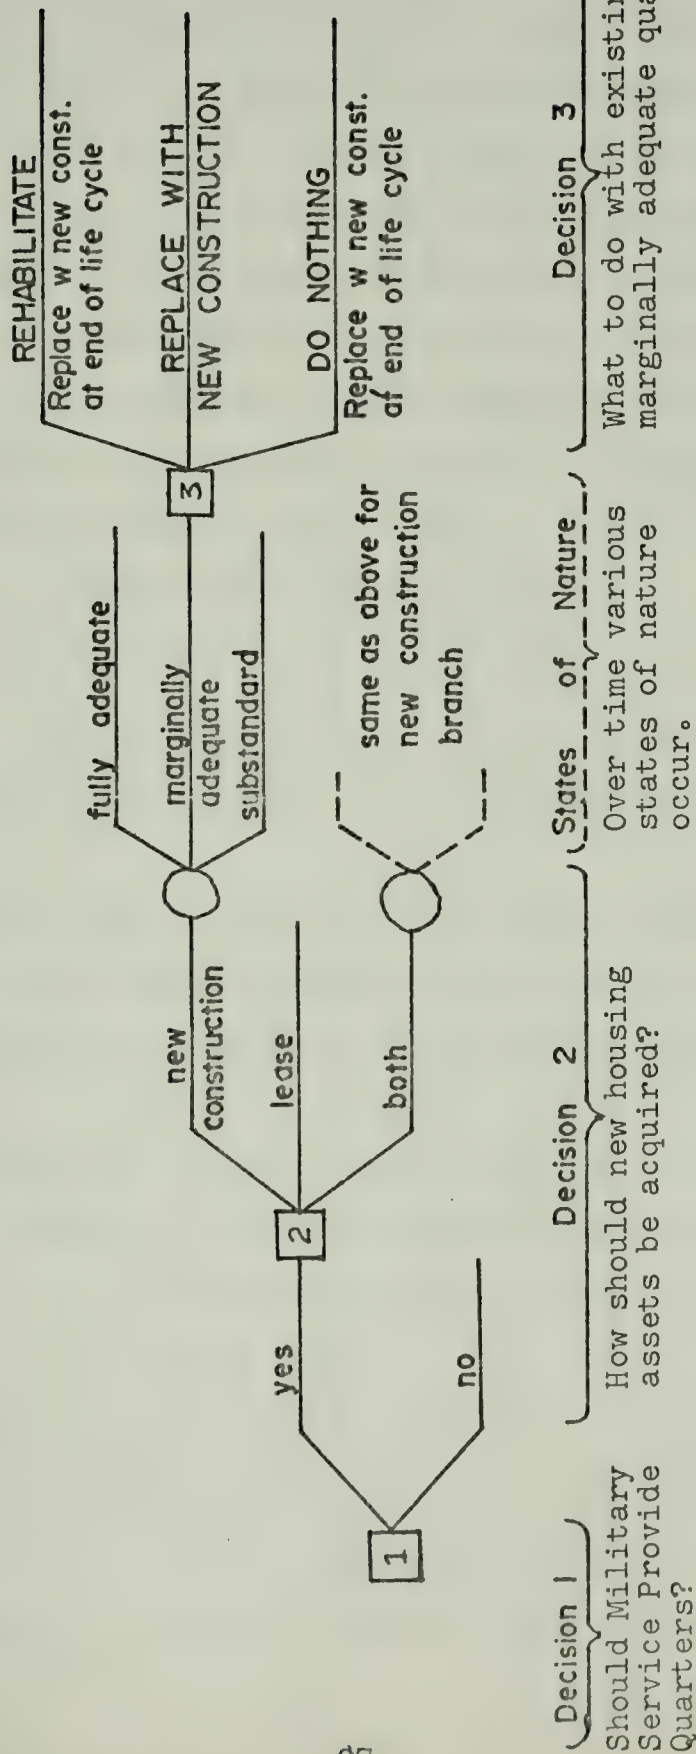 REHABILITATE
Replace w new const.
at end of life cycle
REPLACE WITH
NEW CONSTRUCTION
DO NOTHING
Replace w new const.
at end of life cycle
3
fully adequate
marginally
adequate
substandard
same as above for
new construction
branch
new
construction
lease
both
2
yes
no
1
Decision 1
Should Military
Service Provide
Quarters?
Decision 2
How should new housing
assets be acquired?
States of Nature
Over time various
states of nature
occur.
Decision 3
What to do with
marginally adequate